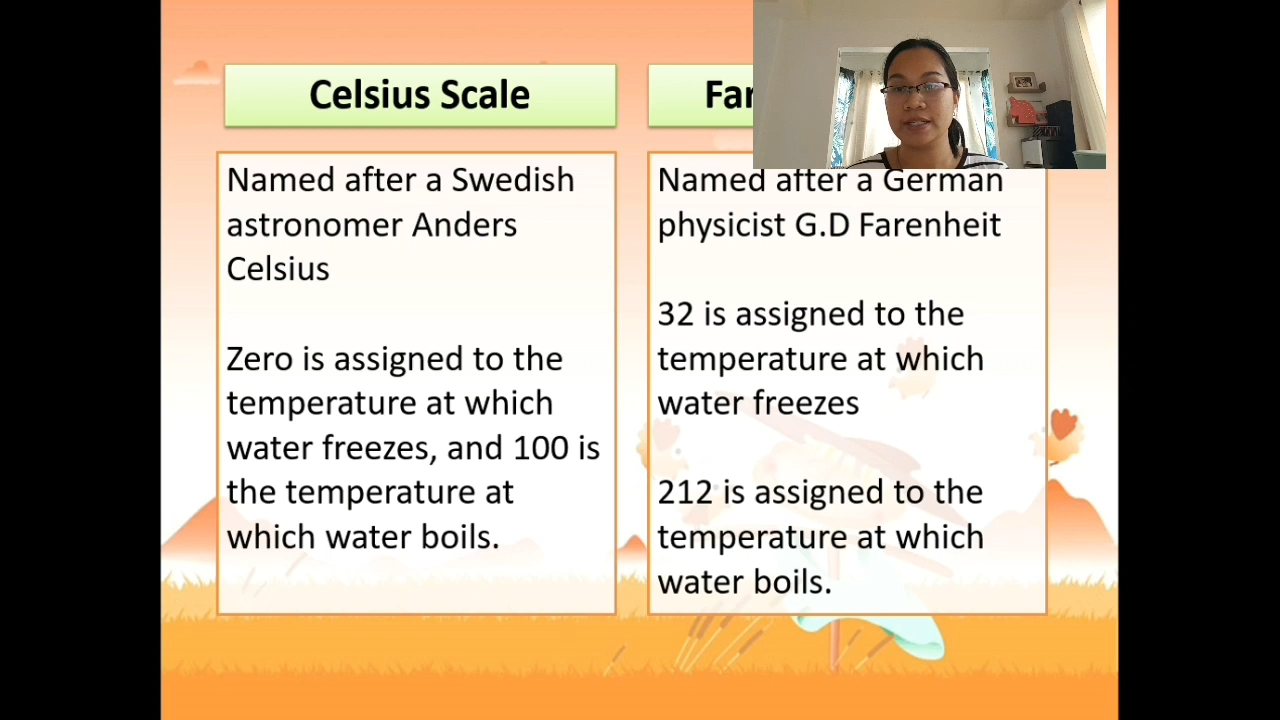 Celsius Scale
Named after a Swedish
astronomer Anders
Celsius
Zero is assigned to the
temperature at which
water freezes, and 100 is
the temperature at
which water boils.
Named after a German
physicist G.D Farenheit
32 is assigned to the
temperature at which
water freezes
212 is assigned to the
temperature at which
water boils.